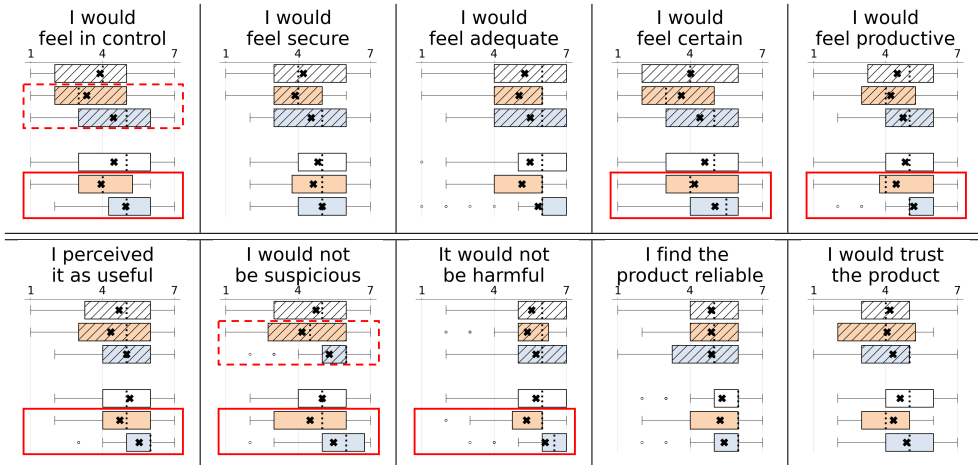 I would
feel in control
1 4 7
I would
feel secure
1 4 7
I would
feel adequate
1 4 7
I would
feel certain
1 4 7
I would
feel productive
1 4 7
I perceived
it as useful
1 4 7
I would not
be suspicious
1 4 7
It would not
be harmful
1 4 7
I find the
product reliable
1 4 7
I would trust
the product
1 4 7